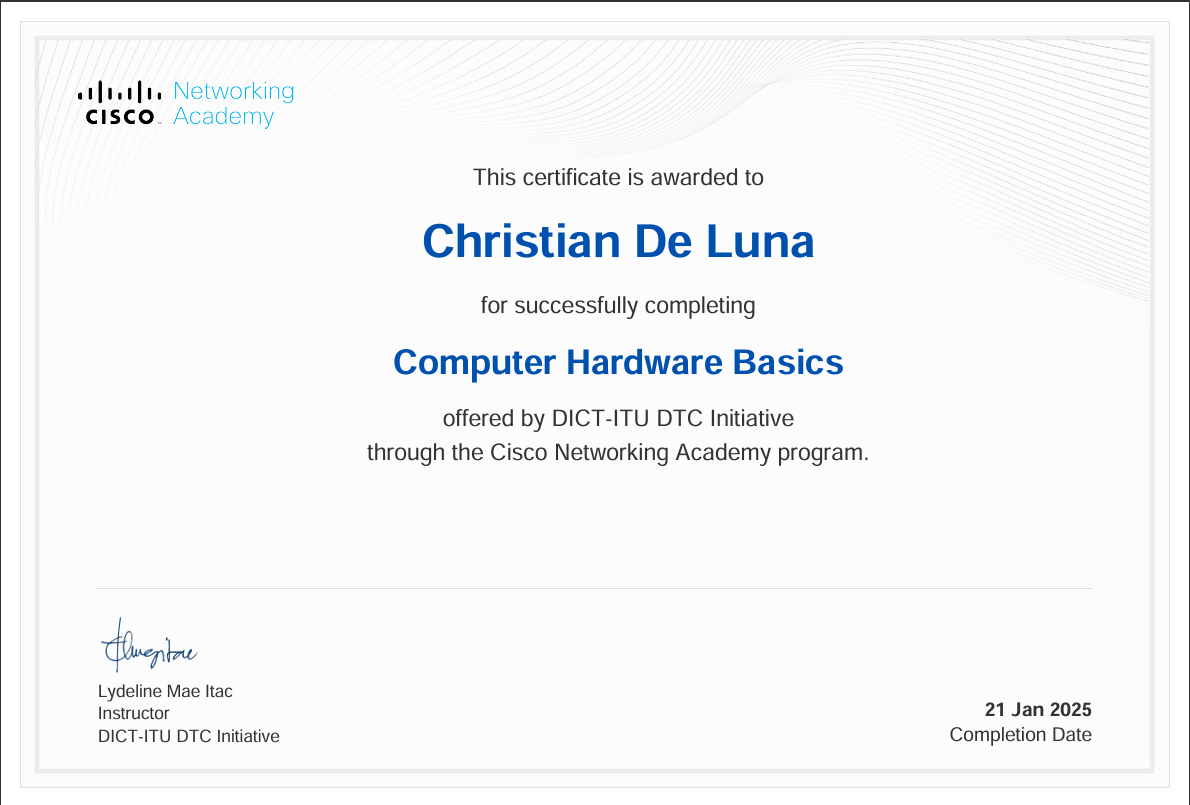 Networking
CISCO Academy
This certificate is awarded to
Christian De Luna
for successfully completing
Computer Hardware Basics
offered by DICT-ITU DTC Initiative
through the Cisco Networking Academy program.
Lydeline Mae Itac
Instructor
DICT-ITU DTC Initiative
21 Jan 2025
Completion Date